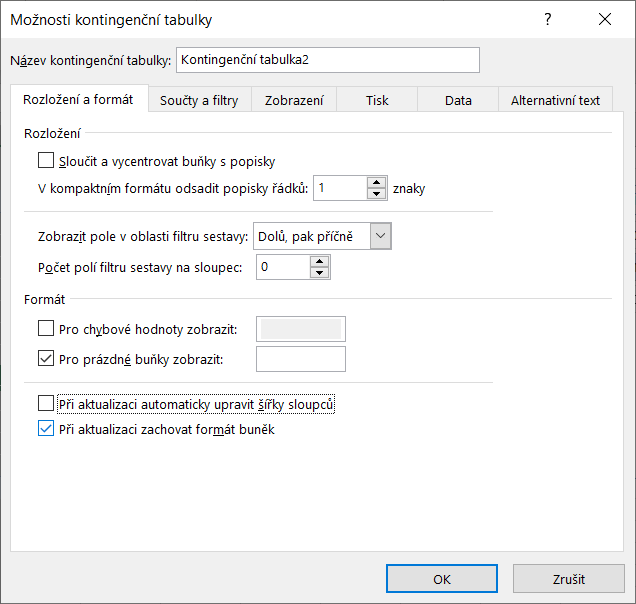 Možnosti kontingenční tabulky ?
Název kontingenční tabulky: Kontingenční tabulka2
Rozložení a formát Součty a filtry Zobrazení Tisk Data Alternativní text
Rozložení
Sloučit a vycentrovat buňky s popisky
V kompaktním formátu odsadit popisky řádků: 1 znaky
Zobrazit pole v oblasti filtru sestavy: Dolů, pak příčně
Počet polí filtru sestavy na sloupec: 0
Formát
Pro chybové hodnoty zobrazit:
Pro prázdné buňky zobrazit:
Při aktualizaci automaticky upravit šířky sloupců
Při aktualizaci zachovat formát buněk
OK Zrušit